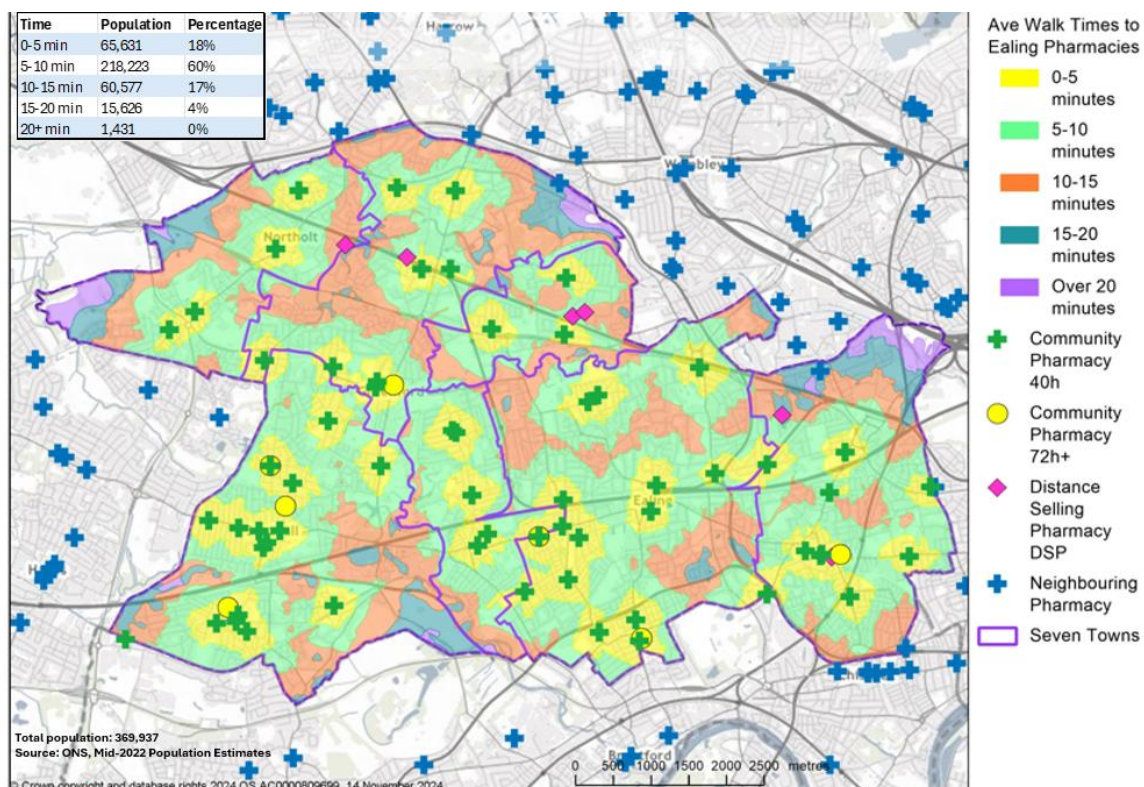 Time Population Percentage
0-5 min 65,631 18%
5-10 min 218,223 60%
10-15 min 60,577 17%
15-20 min 15,626 4%
20+ min 1,431 0%
Harrow
Wembley
Northolt
Ealing
Total population: 369,937
Source: ONS, Mid-2022 Population Estimates
0 500 1000 1500 2000 2500 metres
© Crown copyright and database rights 2024 OS AC0000809699 14 November 2024
Ave Walk Times to
Ealing Pharmacies
0-5
minutes
5-10
minutes
10-15
minutes
15-20
minutes
Over 20
minutes
Community
Pharmacy
40h
Community
Pharmacy
72h+
Distance
Selling
Pharmacy
DSP
Neighbouring
Pharmacy
Seven Towns